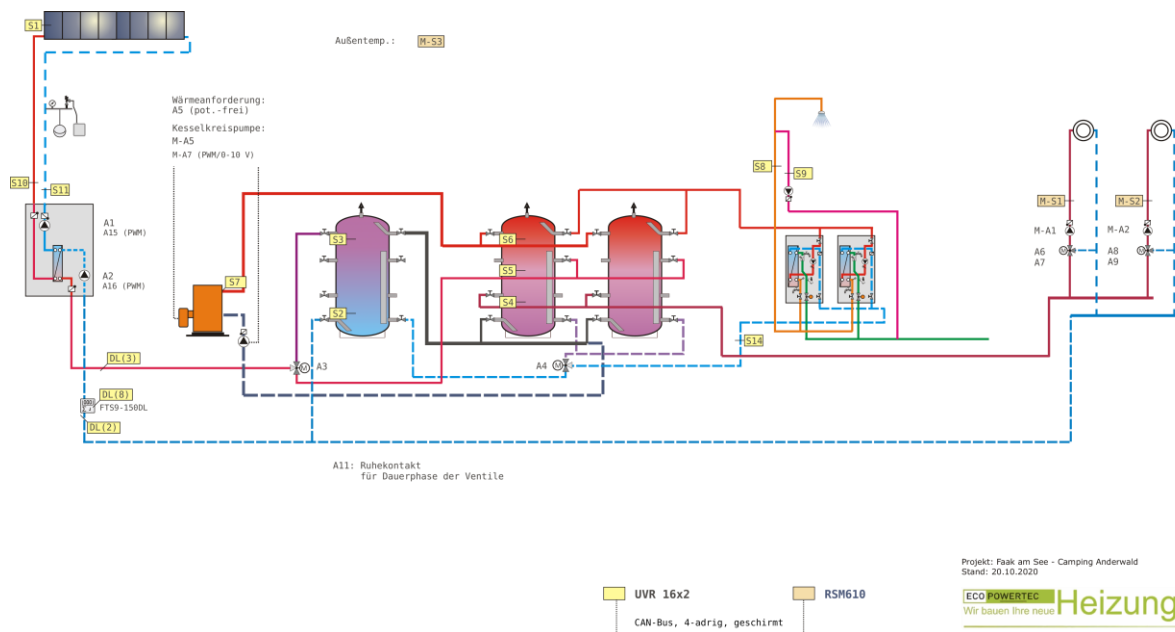 S1
Außentemp.:
M-S3
Wärmeanforderung:
A5 (pot.-frei)
Kesselkreispumpe:
M-A5
M-A7 (PWM/0-10 V)
S10
S11
A1
A15 (PWM)
A2
A16 (PWM)
S7
S3
S2
S6
S5
S4
S8
S9
M-S1
M-S2
M-A1
M-A2
A6
A7
A8
A9
M
M
DL(3)
M
A3
A4
M
S14
DL(8)
FTS9-150DL
DL(2)
A11: Ruhekontakt
für Dauerphase der Ventile
Projekt: Faak am See - Camping Anderwald
Stand: 20.10.2020
UVR 16x2
RSM610
CAN-Bus, 4-adrig, geschirmt
ECO POWERTEC
Wir bauen Ihre neue Heizung